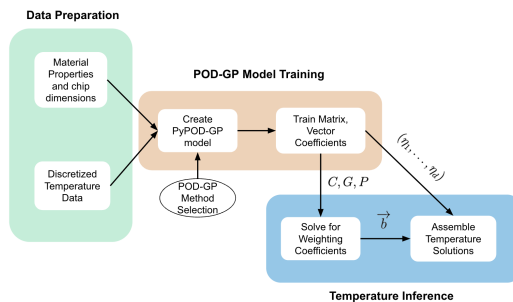 Data Preparation
Material
Properties
and chip
dimensions
Discretized
Temperature
Data
POD-GP Model Training
Create
PyPOD-GP
model
Train Matrix,
Vector
Coefficients
POD-GP
Method
Selection
C, G, P
(η₁, . . . , η_d)
Solve for
Weighting
Coefficients
b⃗
Assemble
Temperature
Solutions
Temperature Inference